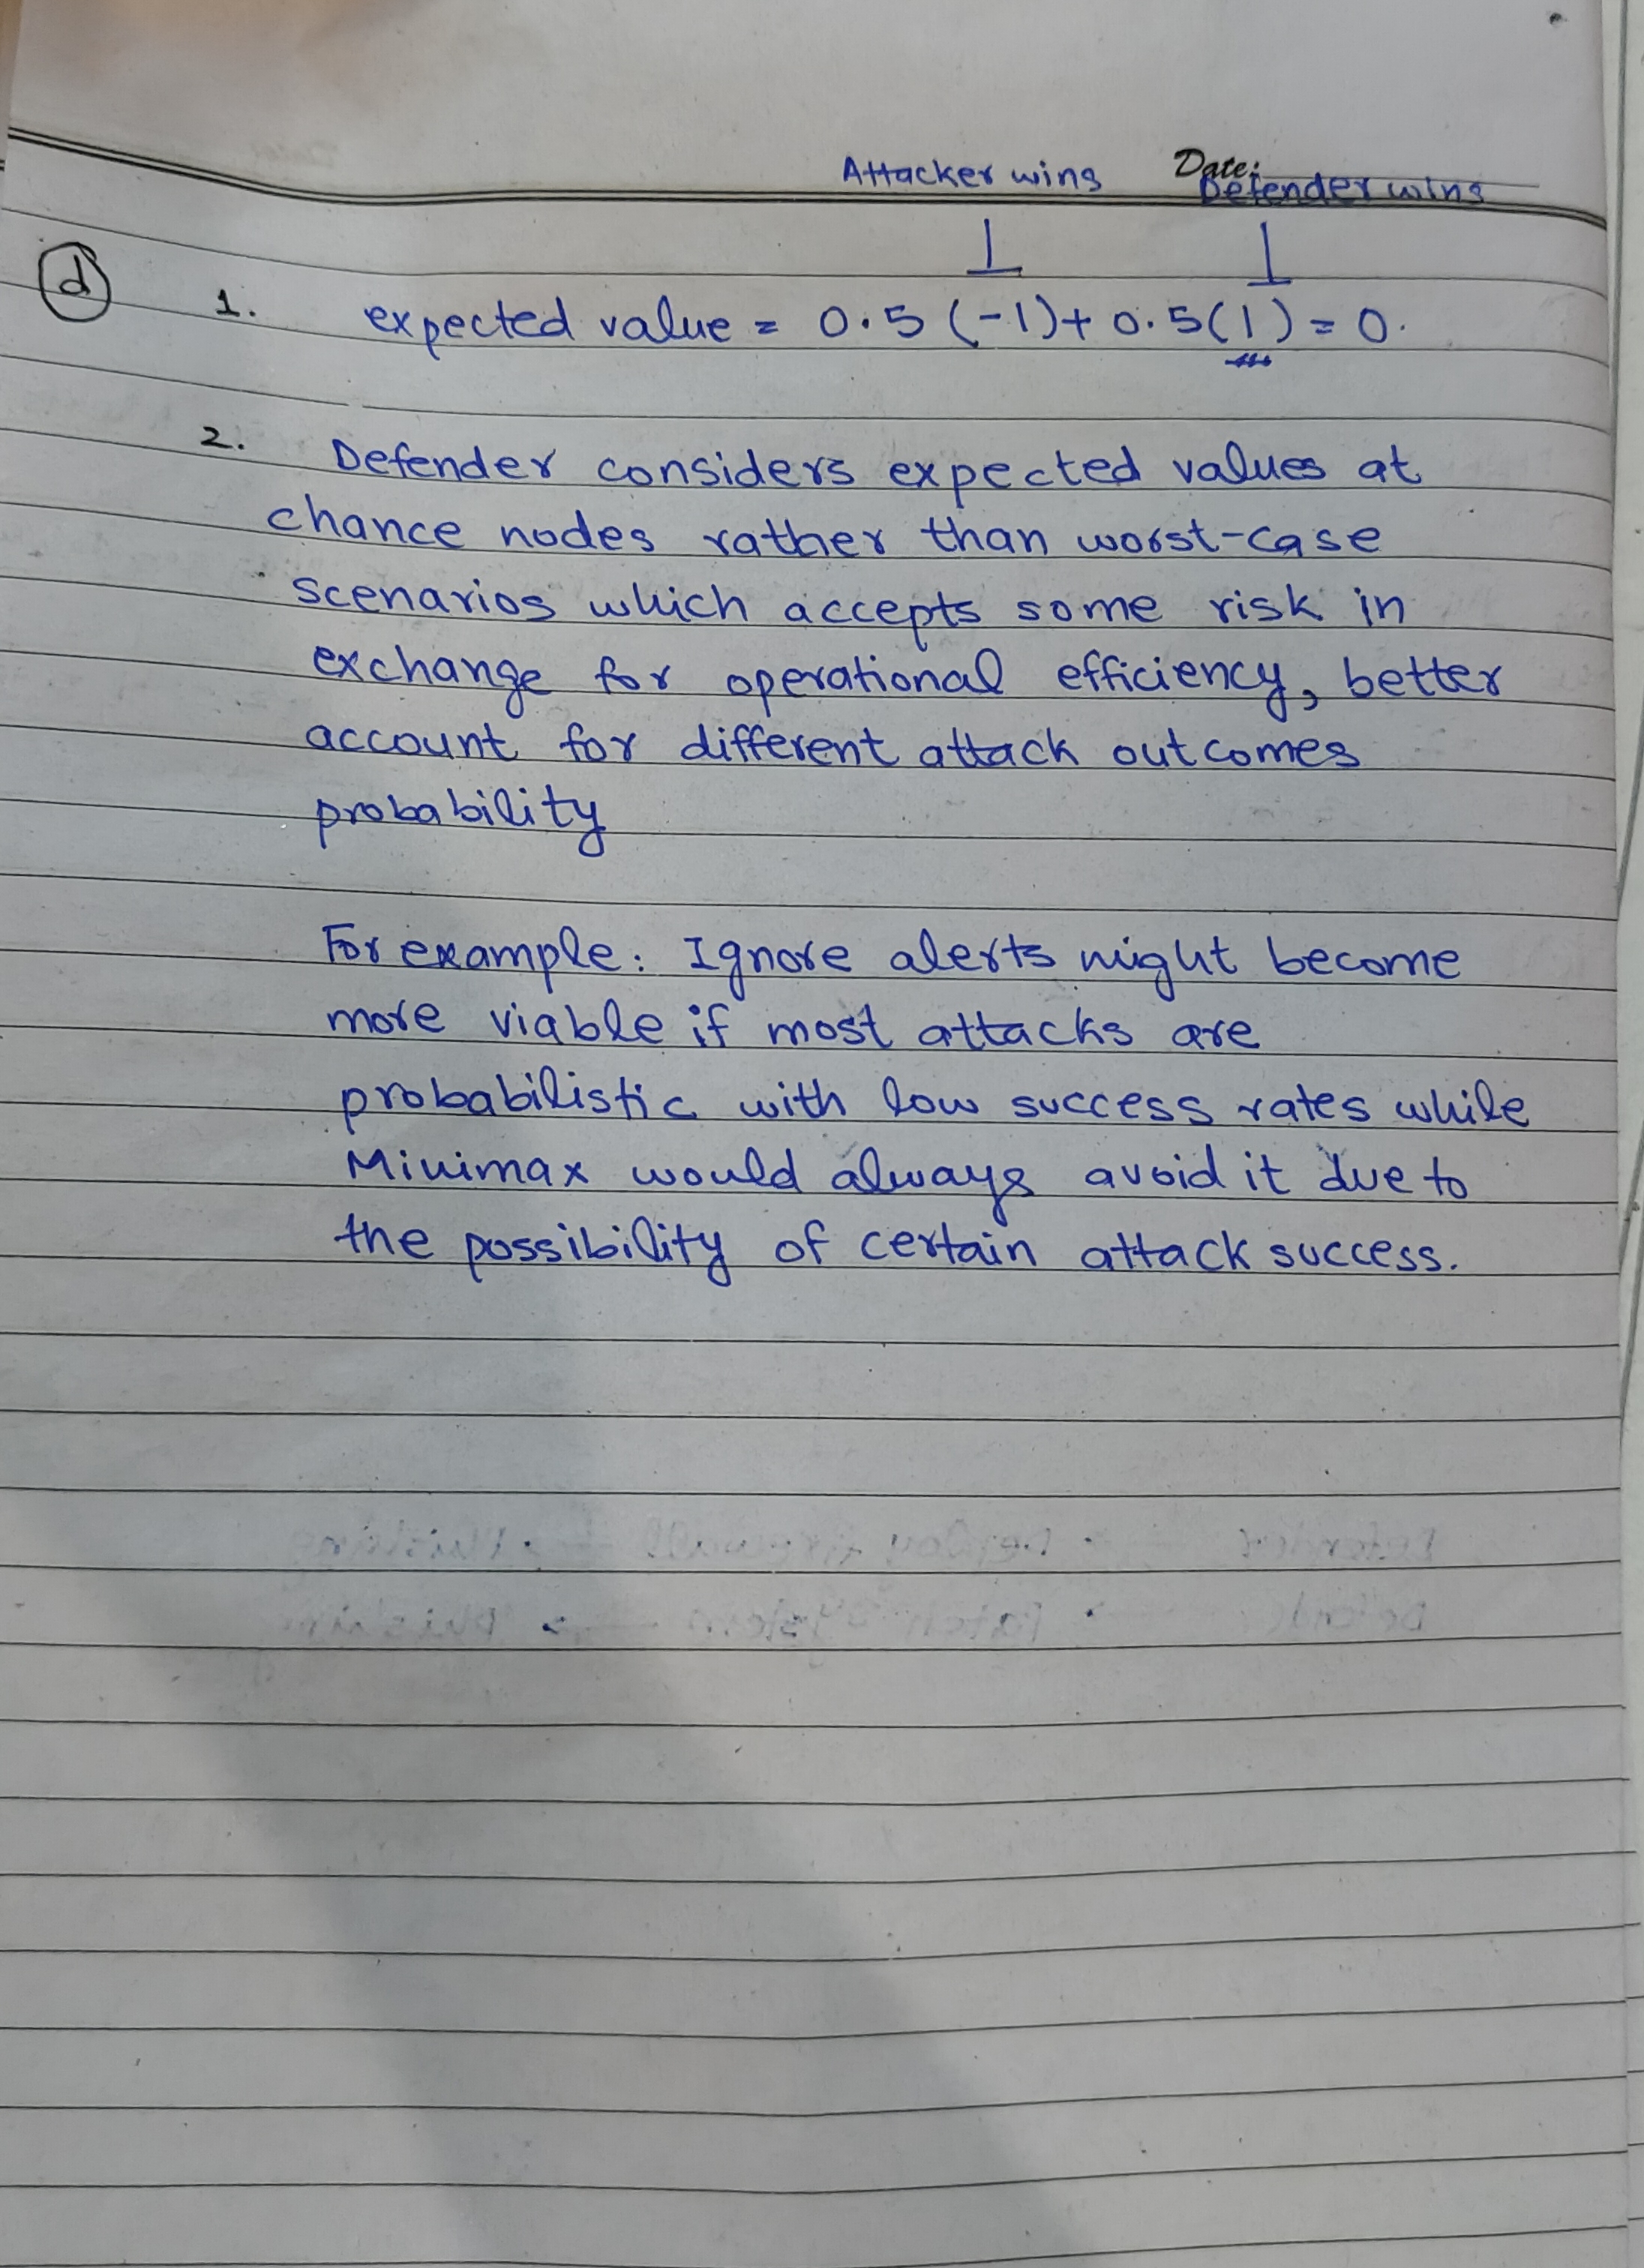 Attacker wins Date:
Defender wins
d 1. expected value = 0.5 (-1)+ 0.5(1) = 0.
2. Defender considers expected values at
chance nodes rather than worst-case
scenarios which accepts some risk in
exchange for operational efficiency, better
account for different attack outcomes
probability
For example: Ignore alerts might become
more viable if most attacks are
probabilistic with low success rates while
Minimax would always avoid it due to
the possibility of certain attack success.